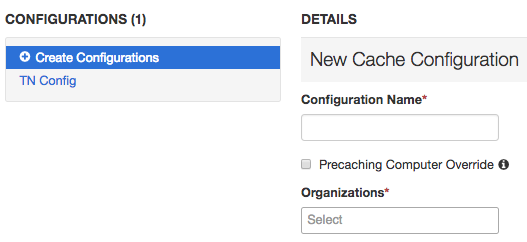 CONFIGURATIONS (1)
Create Configurations
TN Config
DETAILS
New Cache Configuration
Configuration Name*
Precaching Computer Override
Organizations*
Select